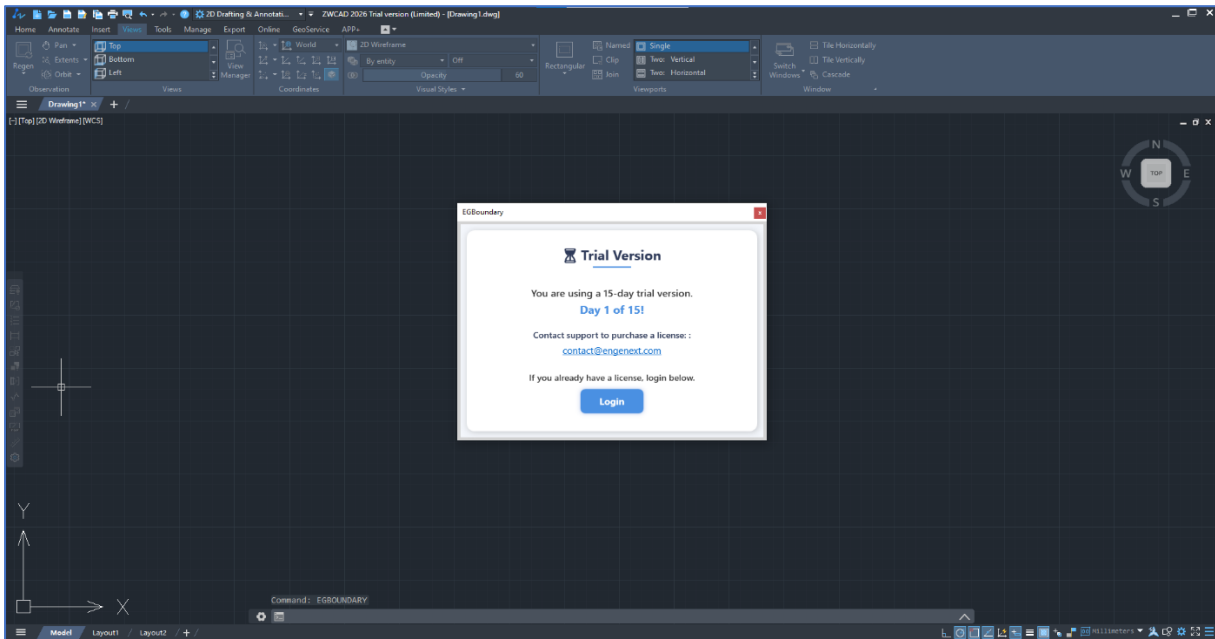 2D Drafting & Annotati... ZWCAD 2026 Trial version (Limited) - [Drawing1.dwg]
Home Annotate Insert Views Tools Manage Export Online GeoService APP+
Pan Top World 2D Wireframe Named Single Tile Horizontally
Extents Bottom By entity Off Clip Two: Vertical Tile Vertically
Regen Orbit Left View Manager Opacity 60 Rectangular Join Two: Horizontal Switch Windows Cascade
Observation Views Coordinates Visual Styles Viewports Window
Drawing1* × +
[-] [Top] [2D Wireframe] [WCS]
N
W TOP E
S
EGBoundary
Trial Version
You are using a 15-day trial version.
Day 1 of 15!
Contact support to purchase a license: :
contact@engenext.com
If you already have a license, login below.
Login
Y
X
Command: EGBOUNDARY
Model Layout1 Layout2 + Millimeters